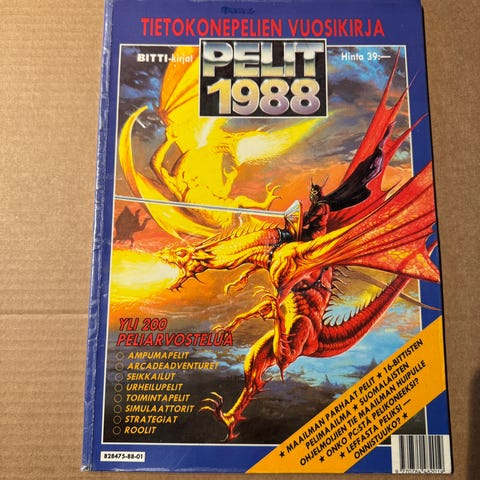 TIETOKONEPELIEN VUOSIKIRJA
BITTI-kirjat
PELIT
1988
Hinta 39:—
YLI 200
PELIARVOSTELUA
○ AMPUMAPELIT
○ ARCADEADVENTURET
○ SEIKKAILUT
○ URHEILUPELIT
○ TOIMINTAPELIT
○ SIMULAATTORIT
○ STRATEGIAT
○ ROOLIT
★ MAAILMAN PARHAAT PELIT ★ 16-BITTISTEN
PELIMAAILMA ★ SUOMALAISTEN
OHJELMOIJIEN TIE MAAILMAN HUIPULLE
★ ONKO PC:STÄ PELIKONEEKSI?
★ LEFFASTA PELIKSI —
ONNISTUUKO? ★
828475-88-01